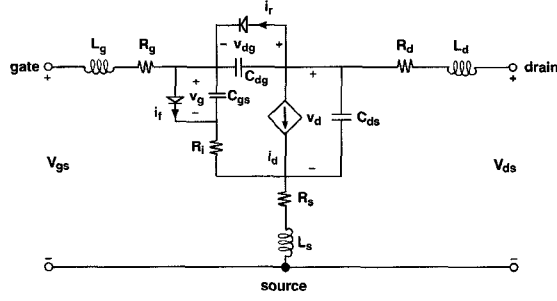 i_r
L_g R_g v_dg R_d L_d
gate − + drain
+ + C_dg + +
v_g C_gs
i_f − v_d C_ds
R_i i_d
V_gs − V_ds
R_s
L_s
− −
source